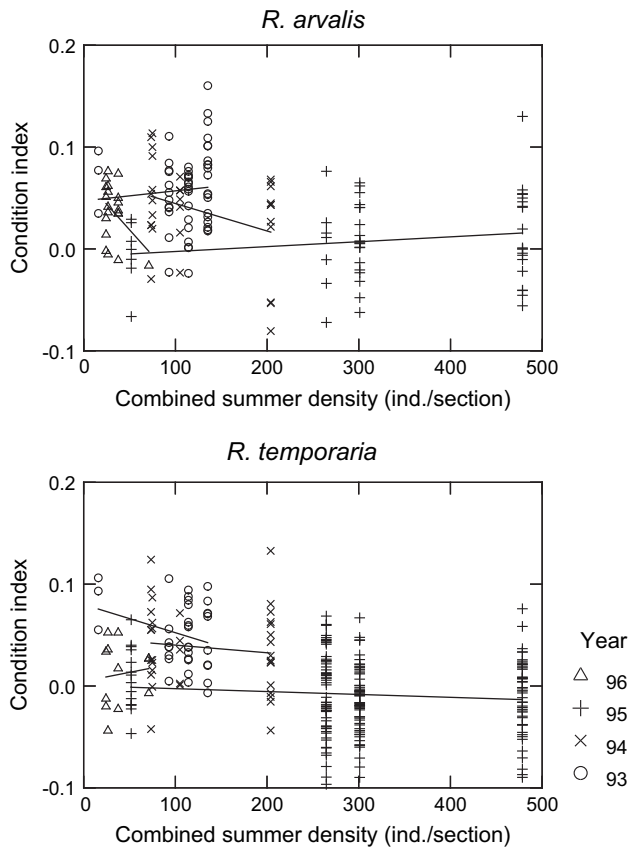 R. arvalis
0.2
0.1
0.0
-0.1
Condition index
0 100 200 300 400 500
Combined summer density (ind./section)
R. temporaria
0.2
0.1
0.0
-0.1
Condition index
0 100 200 300 400 500
Combined summer density (ind./section)
Year
96
95
94
93